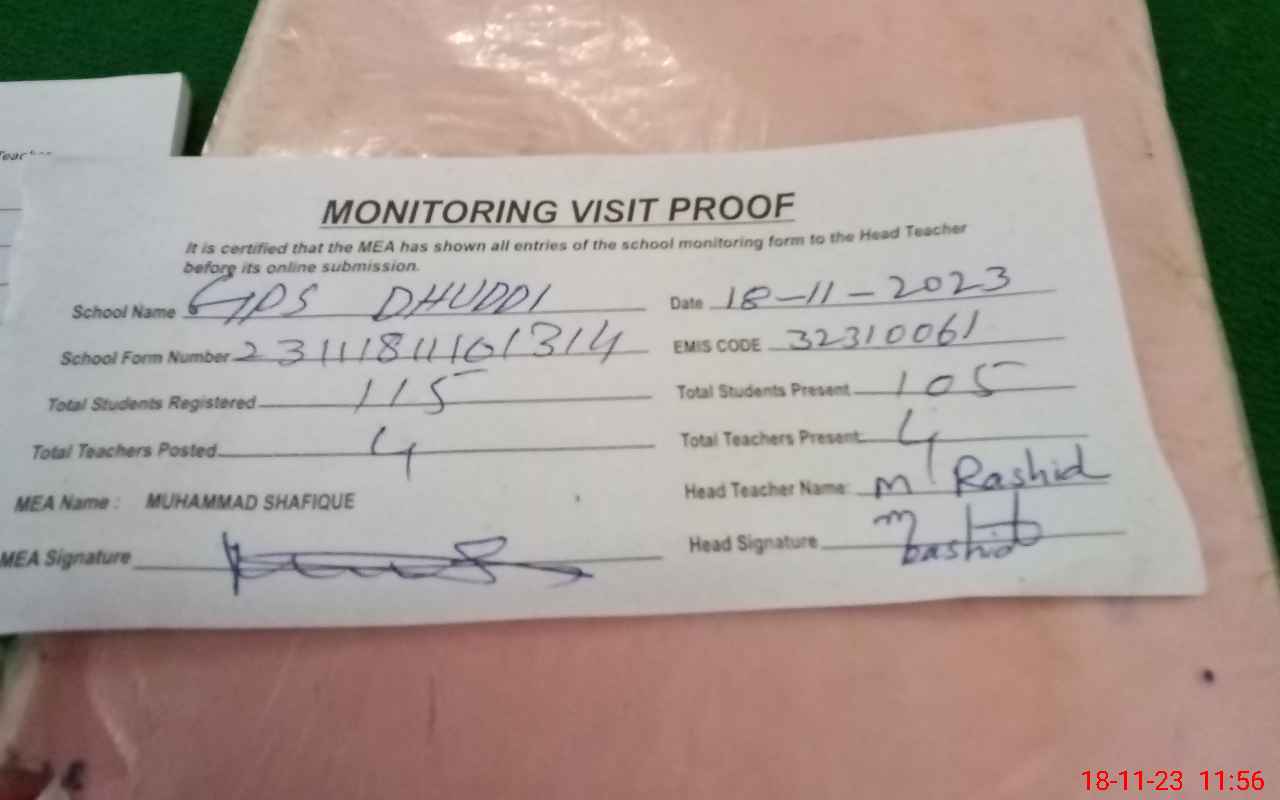 Teacher
MONITORING VISIT PROOF
It is certified that the MEA has shown all entries of the school monitoring form to the Head Teacher
before its online submission.
School Name GPS DHUDDI Date 18-11-2023
School Form Number EMIS CODE 32310061
Total Students Registered 115 Total Students Present 105
Total Teachers Posted 4 Total Teachers Present 4
MEA Name : MUHAMMAD SHAFIQUE Head Teacher Name M Rashid
MEA Signature Head Signature
18-11-23 11:56